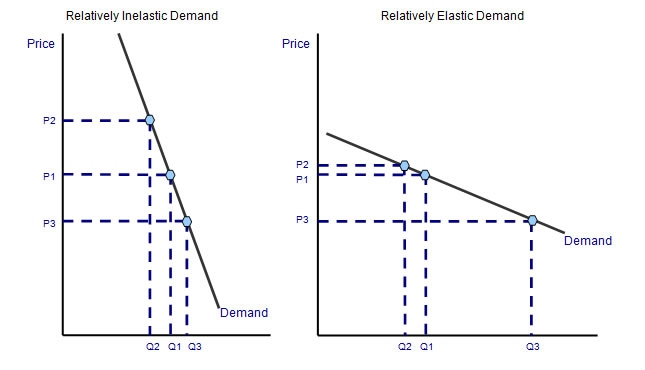 Relatively Inelastic Demand
Price
P2
P1
P3
Demand
Q2 Q1 Q3
Relatively Elastic Demand
Price
P2
P1
P3
Demand
Q2 Q1 Q3